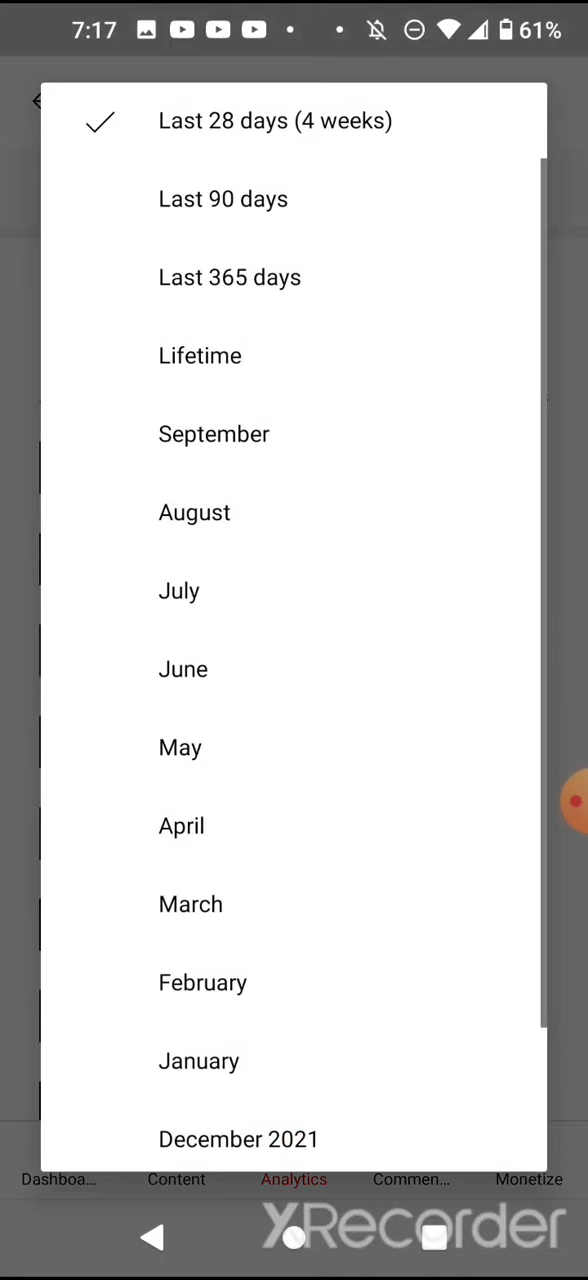 7:17
61%
Last 28 days (4 weeks)
Last 90 days
Last 365 days
Lifetime
September
August
July
June
May
April
March
February
January
December 2021
Dashboa... Content Analytics Commen... Monetize
XRecorder